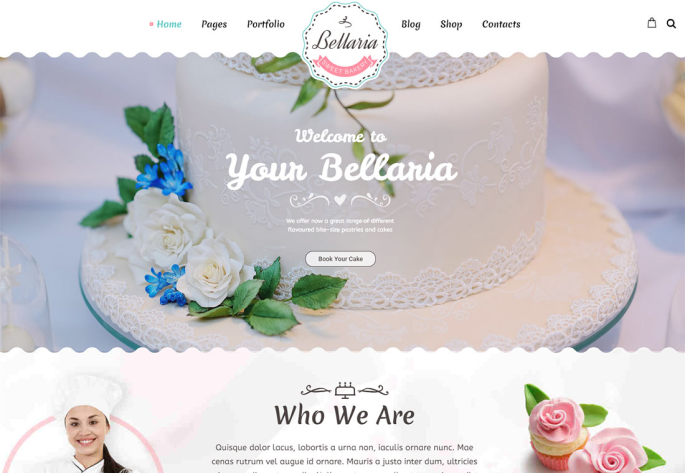 Home Pages Portfolio
Bellaria
SWEET BAKERY
Blog Shop Contacts
Welcome to
Your Bellaria
We offer now a great range of different
flavoured bite-size pastries and cakes
Book Your Cake
Who We Are
Quisque dolor lacus, lobortis a urna non, iaculis ornare nunc. Mae
cenas rutrum vel augue id ornare. Mauris a justo inter dum, ultricies